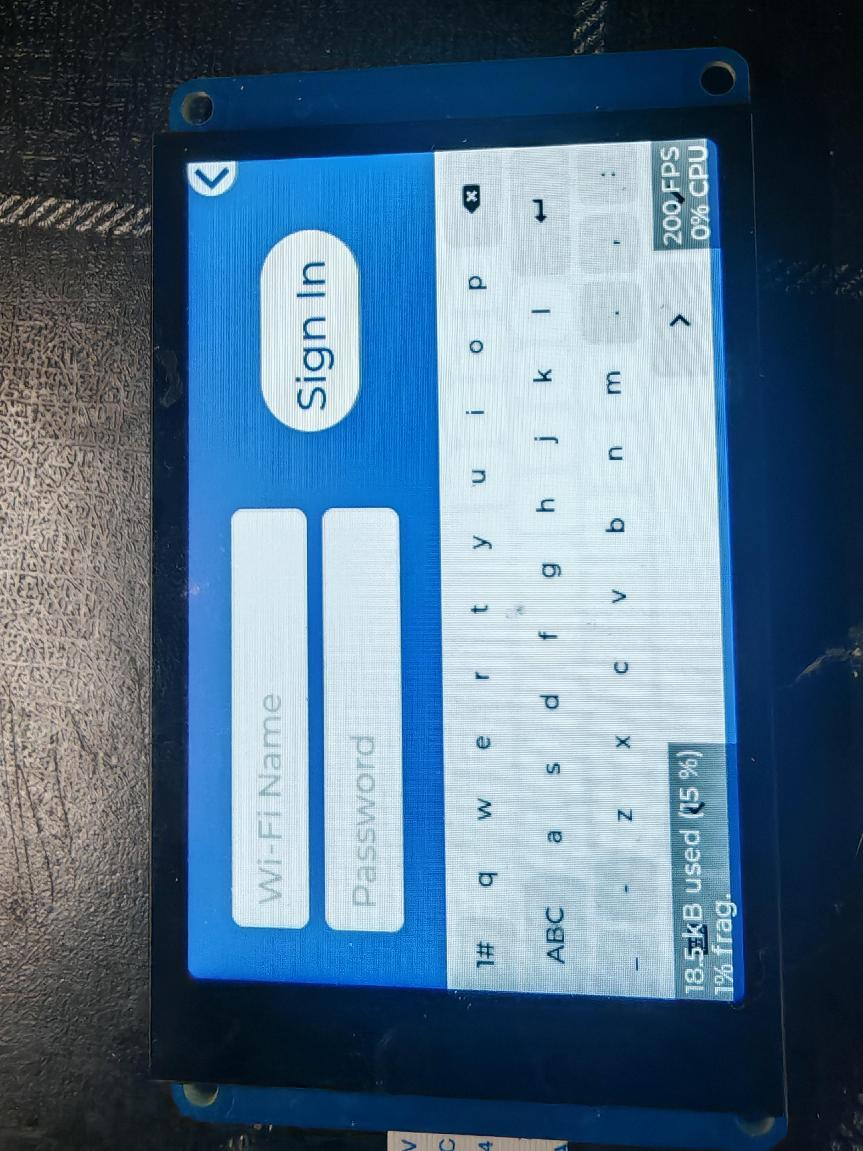 Wi-Fi Name
Password
Sign In
1# q w e r t y u i o p
ABC a s d f g h j k l
_ - z x c v b n m . , :
18.5 kB used (15 %)
1% frag.
200 FPS
0% CPU
V
C
4